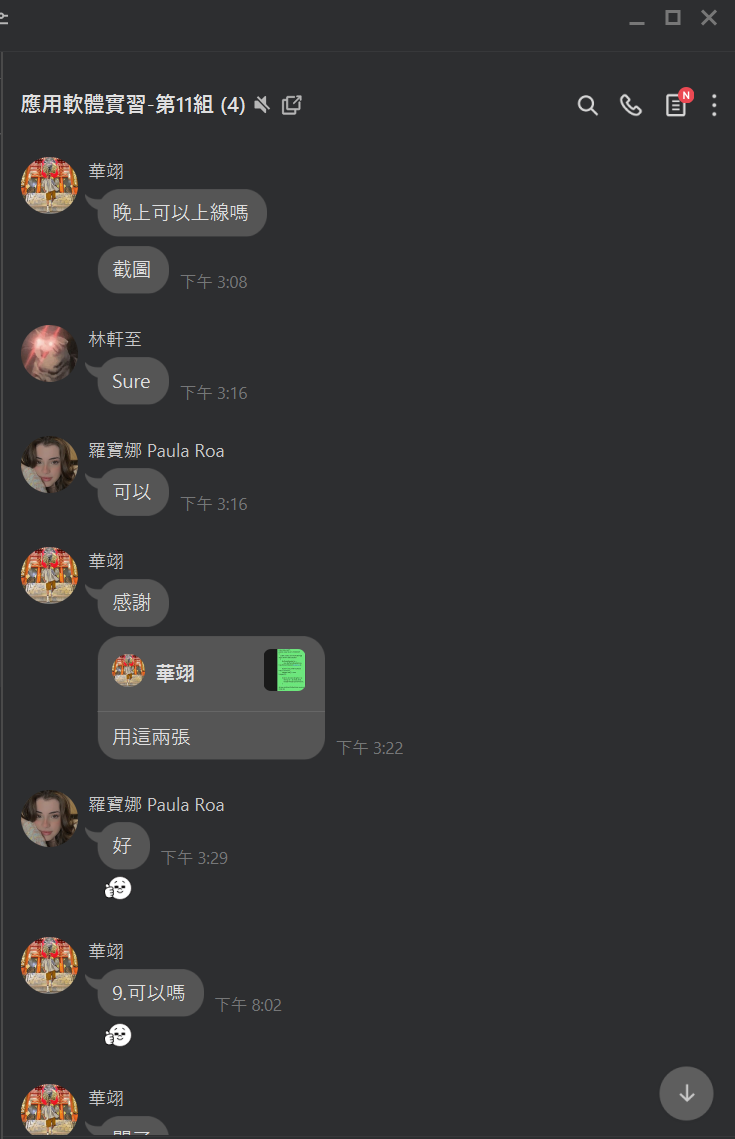 應用軟體實習-第11組 (4)
N
華翊
晚上可以上線嗎
截圖
下午 3:08
林軒至
Sure
下午 3:16
羅寶娜 Paula Roa
可以
下午 3:16
華翊
感謝
華翊
用這兩張
下午 3:22
羅寶娜 Paula Roa
好
下午 3:29
華翊
9.可以嗎
下午 8:02
華翊